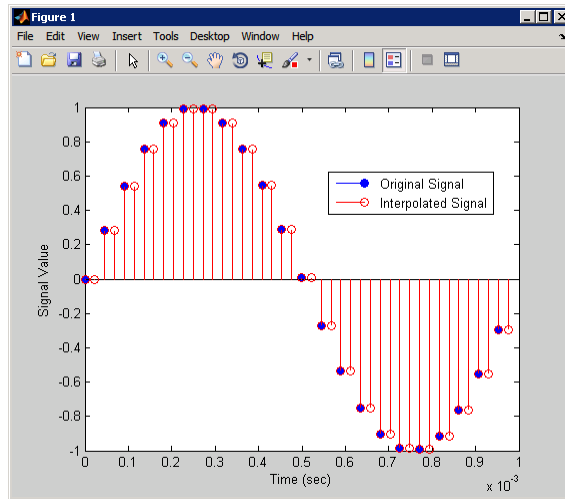 Figure 1
File Edit View Insert Tools Desktop Window Help
1
0.8
0.6
0.4
0.2
0
-0.2
-0.4
-0.6
-0.8
-1
Signal Value
Original Signal
Interpolated Signal
0 0.1 0.2 0.3 0.4 0.5 0.6 0.7 0.8 0.9 1
Time (sec)
x 10-3